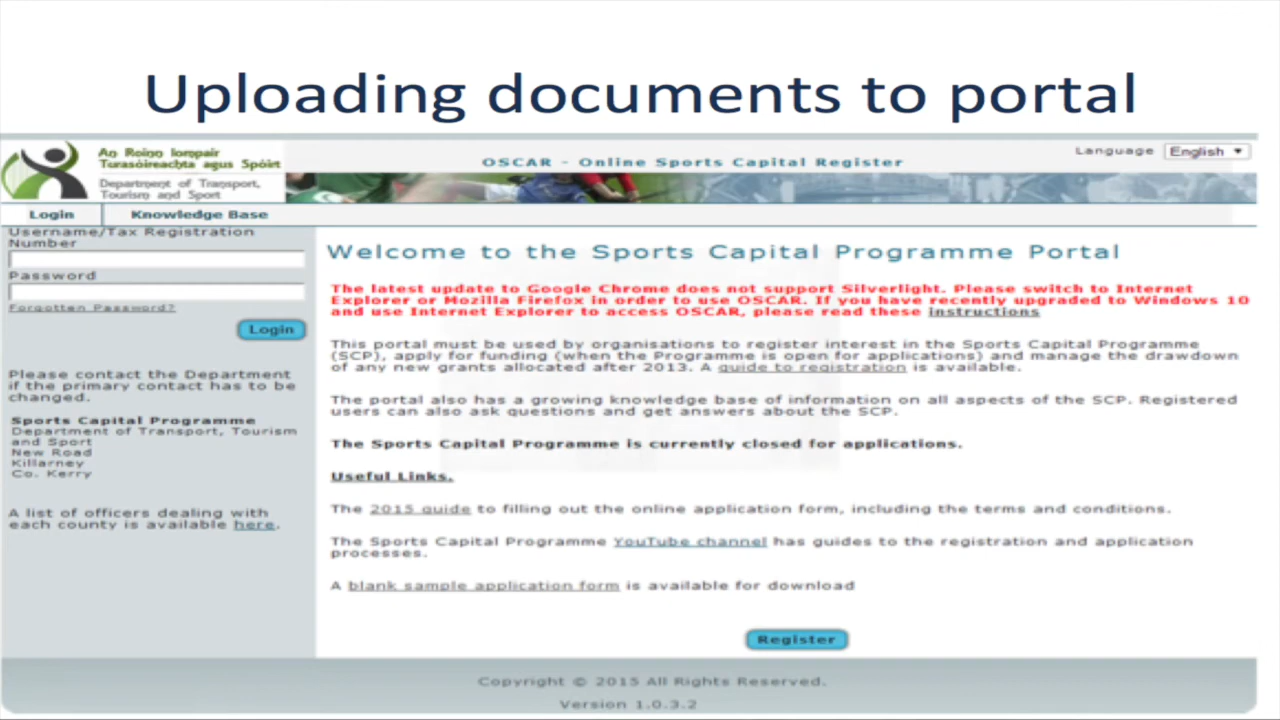 Uploading documents to portal
An Roinn Iompair
Turasóireachta agus Spóirt
Department of Transport,
Tourism and Sport
OSCAR - Online Sports Capital Register
Language English
Login Knowledge Base
Username/Tax Registration
Number
Password
Forgotten Password?
Login
Please contact the Department
if the primary contact has to be
changed.
Sports Capital Programme
Department of Transport, Tourism
and Sport
New Road
Killarney
Co. Kerry
A list of officers dealing with
each county is available here.
Welcome to the Sports Capital Programme Portal
The latest update to Google Chrome does not support Silverlight. Please switch to Internet
Explorer or Mozilla Firefox in order to use OSCAR. If you have recently upgraded to Windows 10
and use Internet Explorer to access OSCAR, please read these instructions
This portal must be used by organisations to register interest in the Sports Capital Programme
(SCP), apply for funding (when the Programme is open for applications) and manage the drawdown
of any new grants allocated after 2013. A guide to registration is available.
The portal also has a growing knowledge base of information on all aspects of the SCP. Registered
users can also ask questions and get answers about the SCP.
The Sports Capital Programme is currently closed for applications.
Useful Links.
The 2015 guide to filling out the online application form, including the terms and conditions.
The Sports Capital Programme YouTube channel has guides to the registration and application
processes.
A blank sample application form is available for download
Register
Copyright © 2015 All Rights Reserved.
Version 1.0.3.2